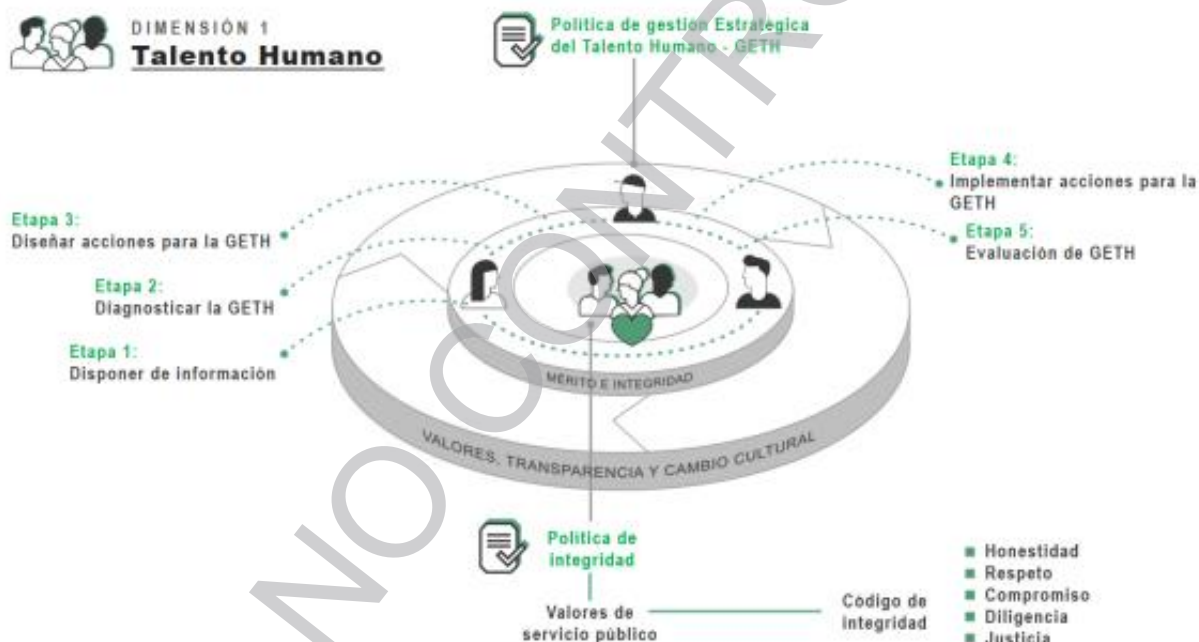 DIMENSIÓN 1
Talento Humano
Política de gestión Estratégica
del Talento Humano - GETH
Etapa 4:
Implementar acciones para la
GETH
Etapa 3:
Diseñar acciones para la GETH
Etapa 5:
Evaluación de GETH
Etapa 2:
Diagnosticar la GETH
Etapa 1:
Disponer de información
MÉRITO E INTEGRIDAD
VALORES, TRANSPARENCIA Y CAMBIO CULTURAL
Política de
integridad
Valores de
servicio público
Código de
integridad
Honestidad
Respeto
Compromiso
Diligencia
Justicia
NO CONTRO